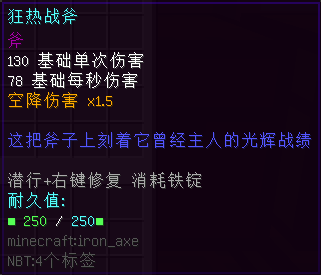 狂热战斧
斧
130 基础单次伤害
78 基础每秒伤害
空降伤害 x1.5
这把斧子上刻着它曾经主人的光辉战绩
潜行+右键修复 消耗铁锭
耐久值:
■ 250 / 250■
minecraft:iron_axe
NBT:4个标签